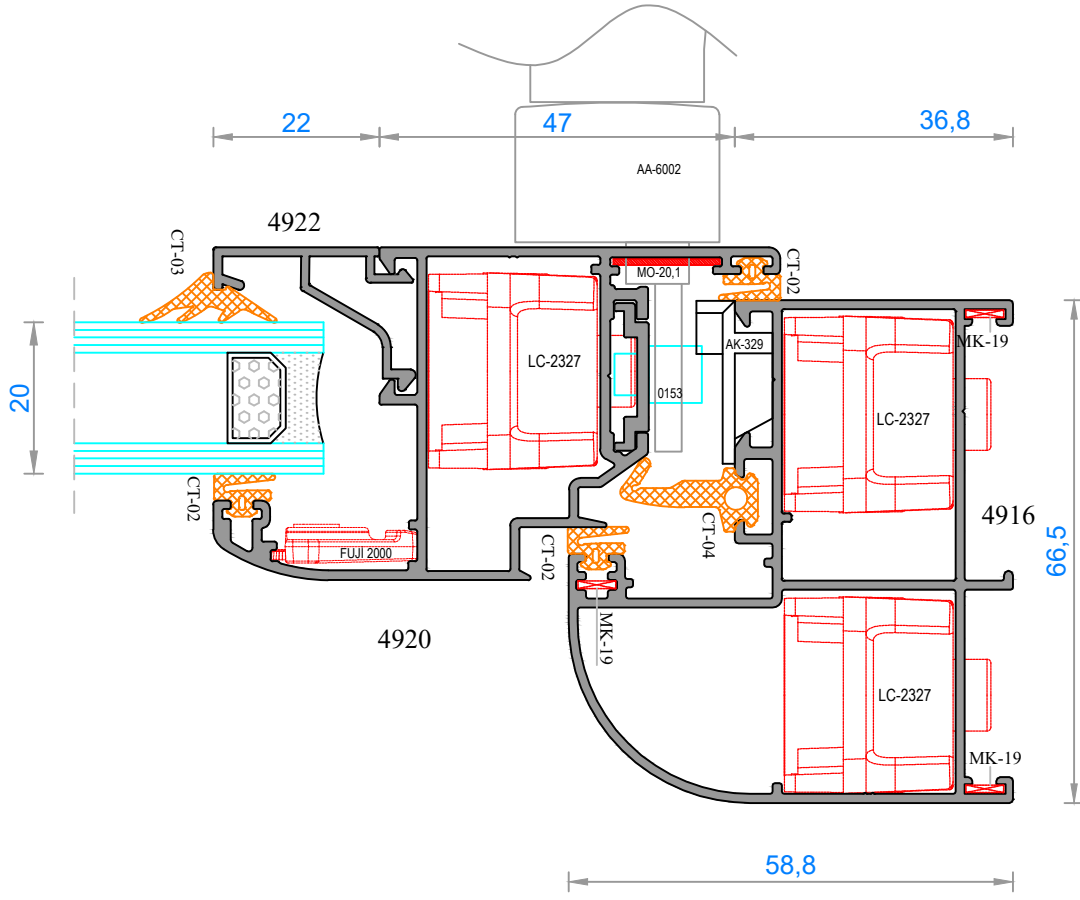 22
47
36,8
AA-6002
4922
CT-03
CT-02
MO-20,1
MK-19
AK-329
LC-2327
0153
LC-2327
20
CT-02
CT-04
4916
FUJI 2000
CT-02
66,5
MK-19
4920
LC-2327
MK-19
58,8